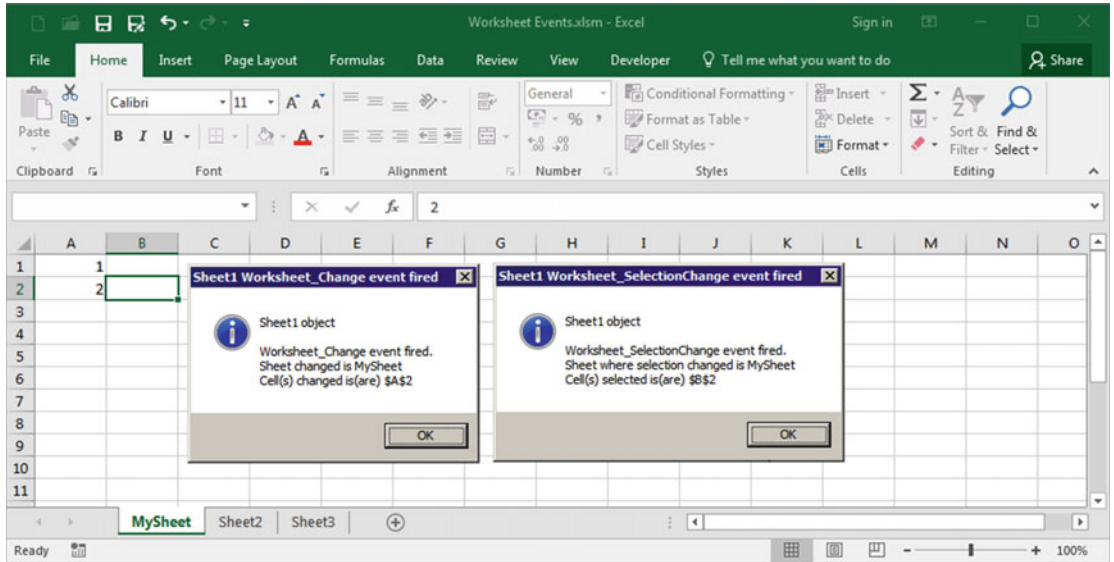 Worksheet Events.xlsm - Excel
Sign in
File Home Insert Page Layout Formulas Data Review View Developer Tell me what you want to do Share
Paste
Calibri 11 A A
B I U A
General
% ,
.0 .00
.00 .0
Conditional Formatting
Format as Table
Cell Styles
Insert
Delete
Format
Σ
A Z
Sort & Filter
Find & Select
Clipboard Font Alignment Number Styles Cells Editing
fx 2
A B C D E F G H I J K L M N O
1 1
2 2
3
4
5
6
7
8
9
10
11
Sheet1 Worksheet_Change event fired
Sheet1 object
Worksheet_Change event fired.
Sheet changed is MySheet
Cell(s) changed is(are) $A$2
OK
Sheet1 Worksheet_SelectionChange event fired
Sheet1 object
Worksheet_SelectionChange event fired.
Sheet where selection changed is MySheet
Cell(s) selected is(are) $B$2
OK
MySheet Sheet2 Sheet3
Ready
100%